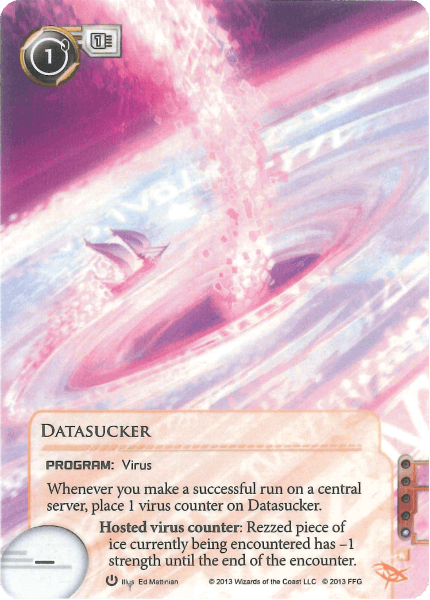 1
1
DATASUCKER
PROGRAM: Virus
Whenever you make a successful run on a central
server, place 1 virus counter on Datasucker.
Hosted virus counter: Rezzed piece of
ice currently being encountered has –1
strength until the end of the encounter.
—
Illus. Ed Mattinian
© 2013 Wizards of the Coast LLC © 2013 FFG